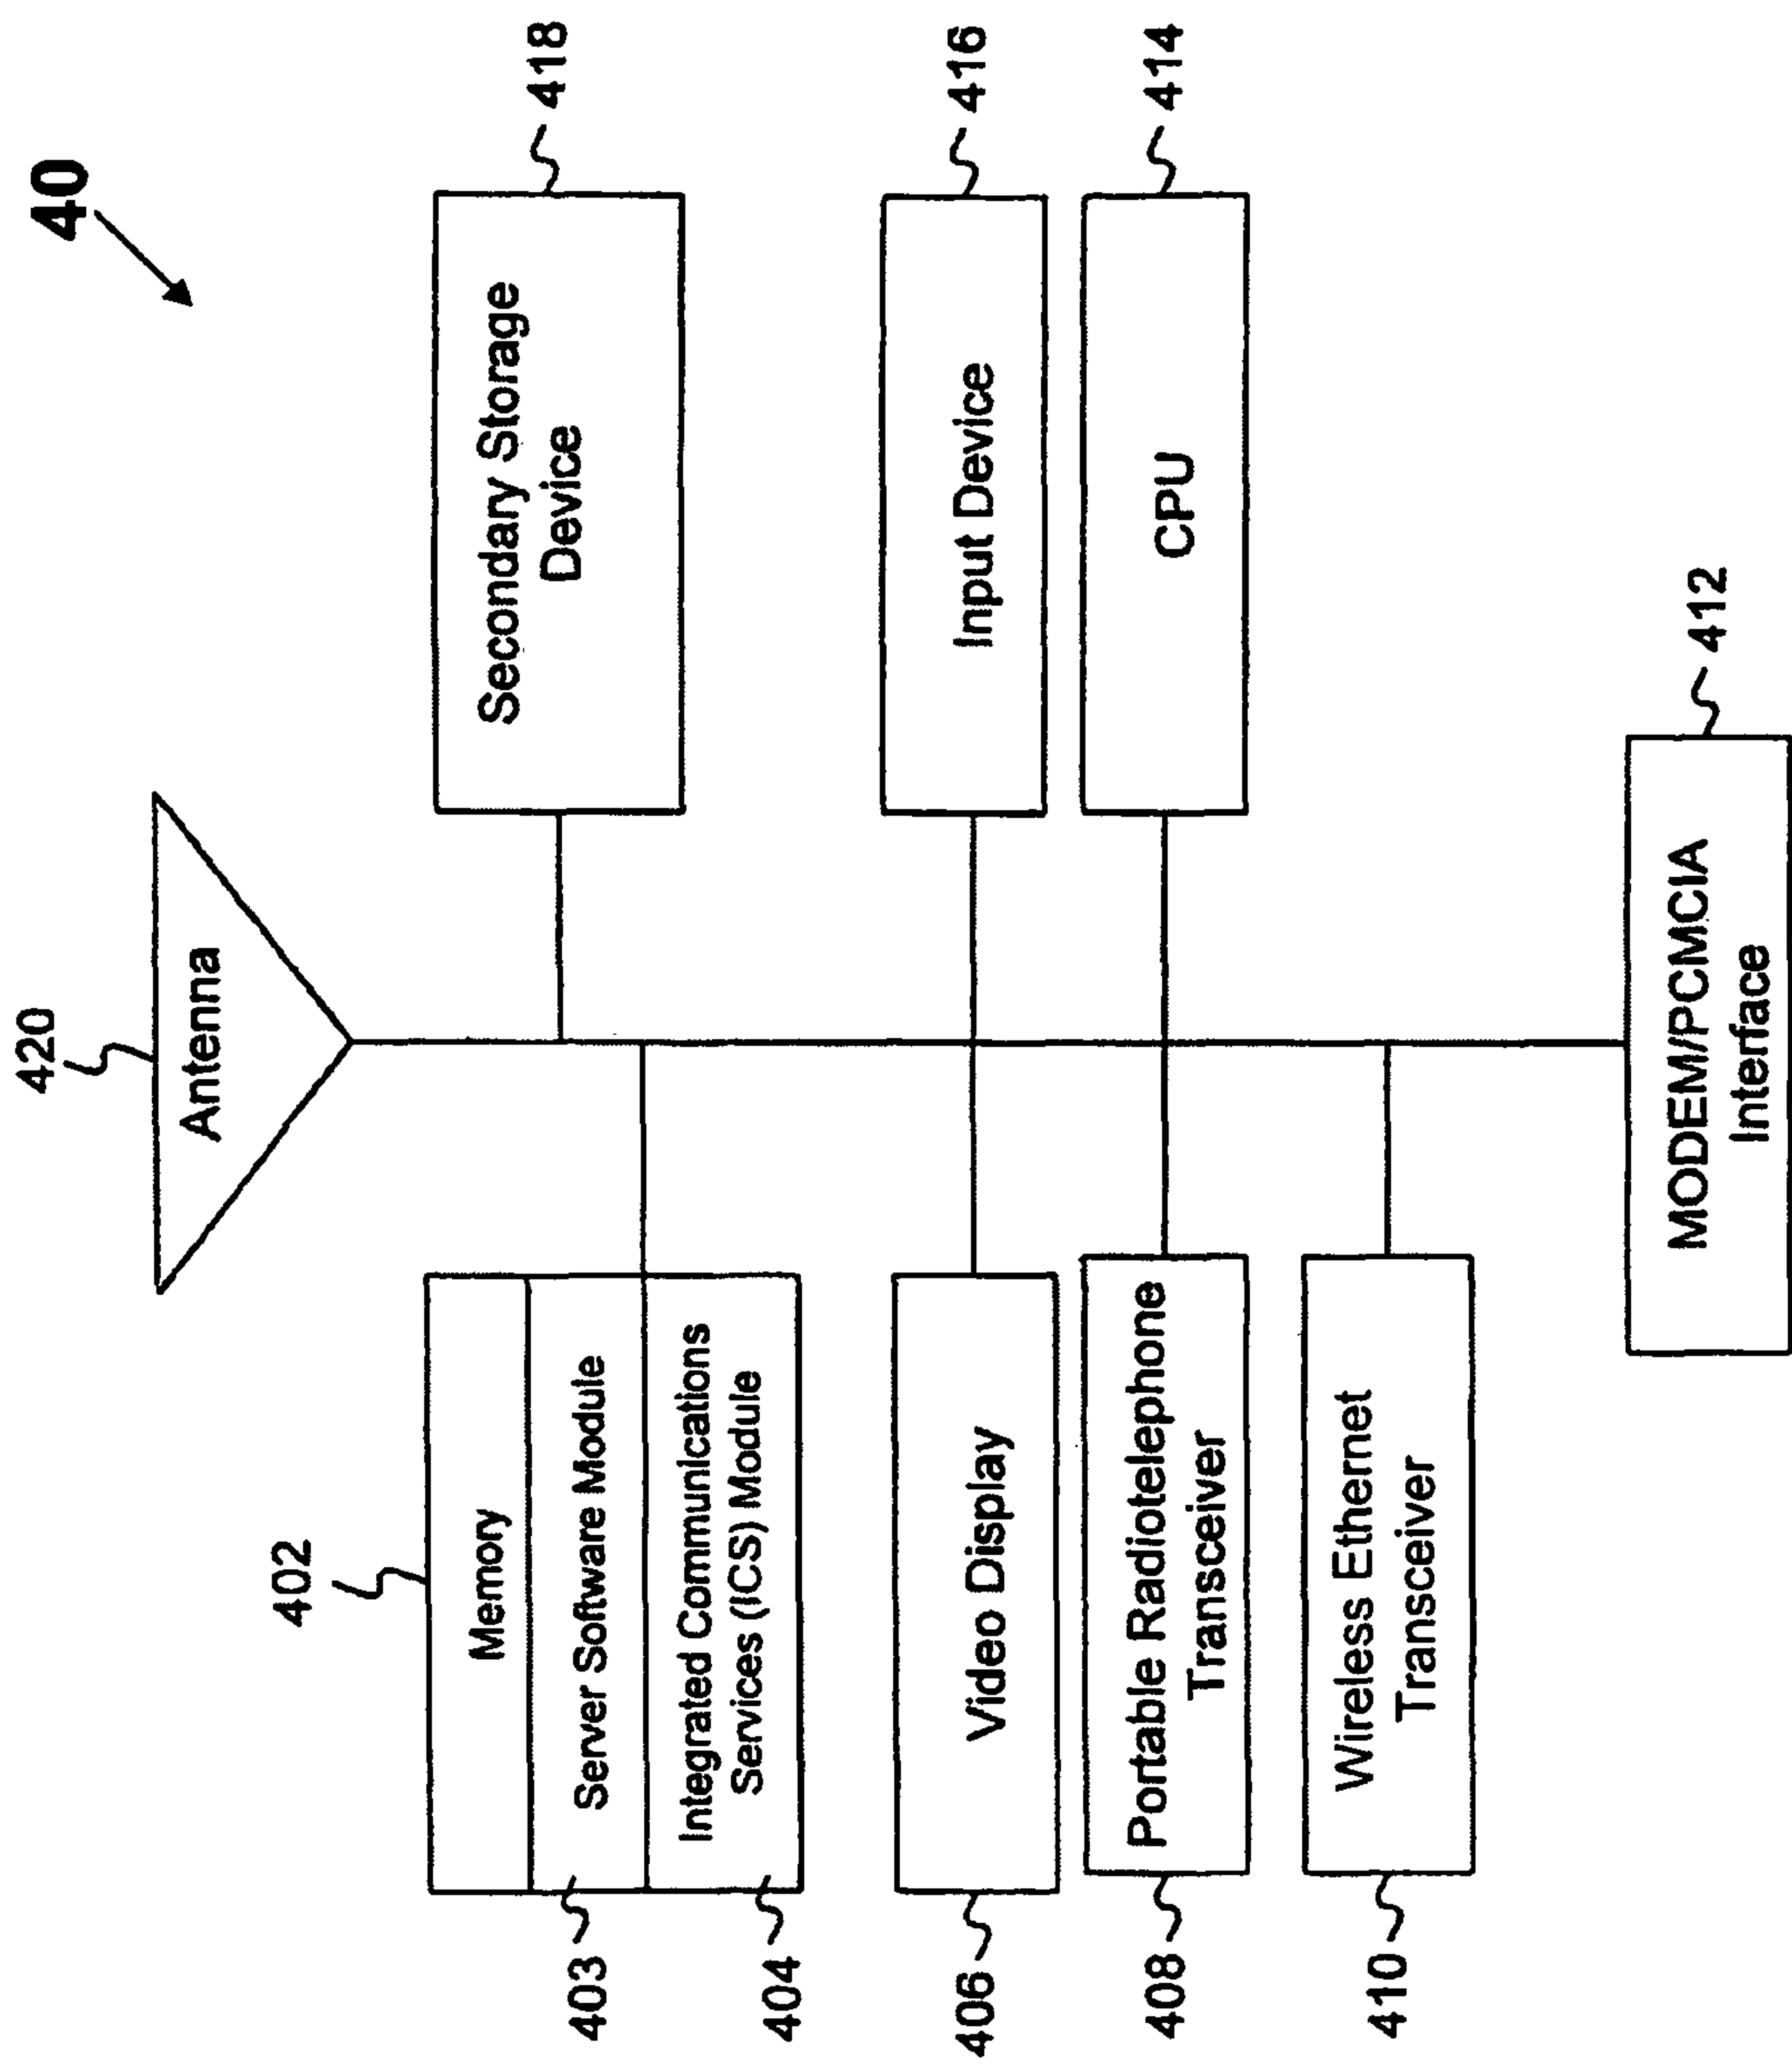 40
420
Antenna
402
Memory
403
Server Software Module
404
Integrated Communications
Services (ICS) Module
418
Secondary Storage
Device
406
Video Display
416
Input Device
408
Portable Radiotelephone
Transceiver
414
CPU
410
Wireless Ethernet
Transceiver
412
MODEM/PCMCIA
Interface